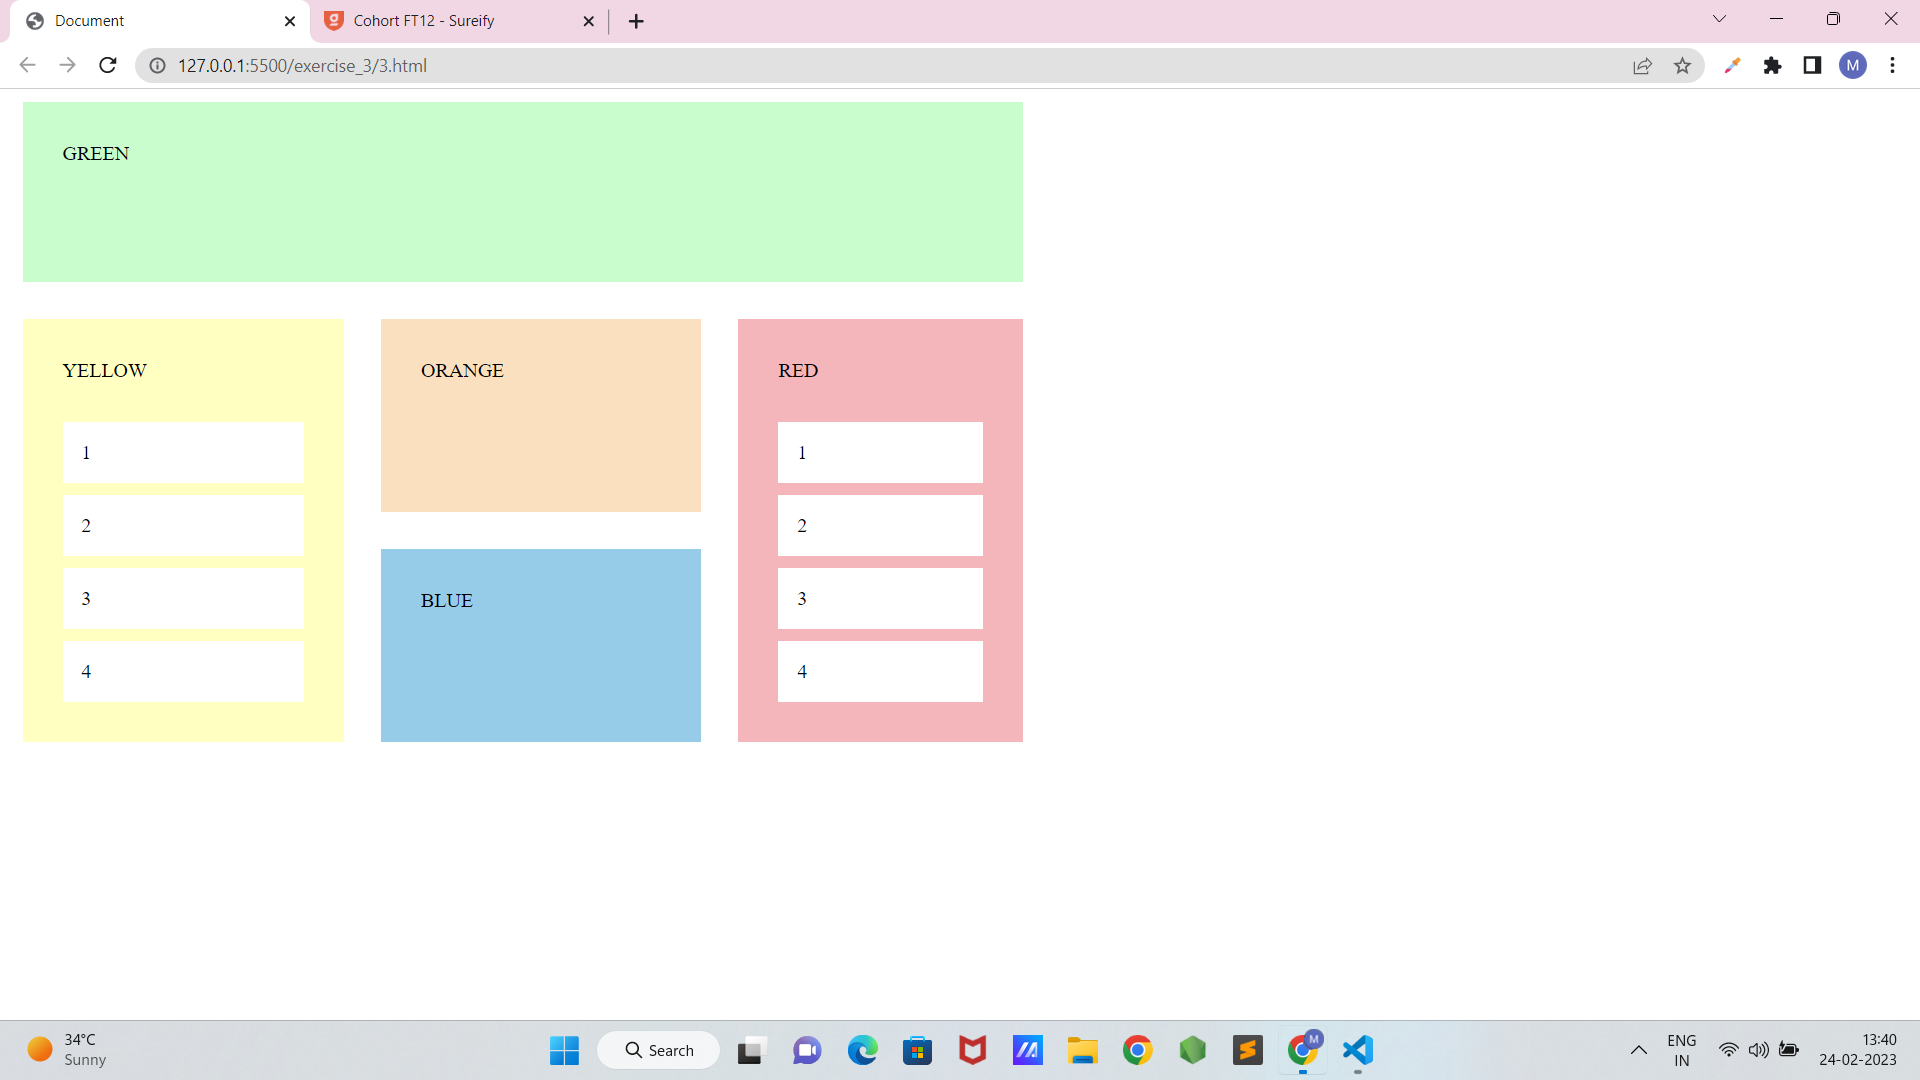 Document
Cohort FT12 - Sureify
127.0.0.1:5500/exercise_3/3.html
M
GREEN
YELLOW
1
2
3
4
ORANGE
BLUE
RED
1
2
3
4
34°C
Sunny
Search
M
ENG
IN
13:40
24-02-2023